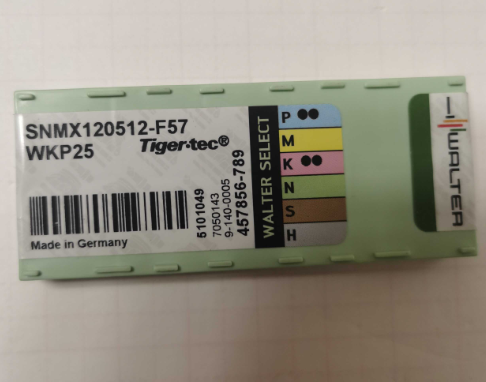 SNMX120512-F57
WKP25 Tiger·tec®
Made in Germany
5101049
7050143
9-140-0005
457856-789
WALTER SELECT
P
M
K
N
S
H
WALTER